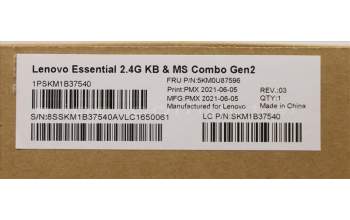 Lenovo Essential 2.4G KB & MS Combo Gen2
1PSKM1B37540
FRU P/N:5KM0U87596
Print:PMX 2021-06-05
REV.:03
MFG:PMX 2021-06-05
QTY:1
Manufactured for Lenovo
Made in China
S/N:8SSKM1B37540AVLC1650061
LC P/N:SKM1B37540